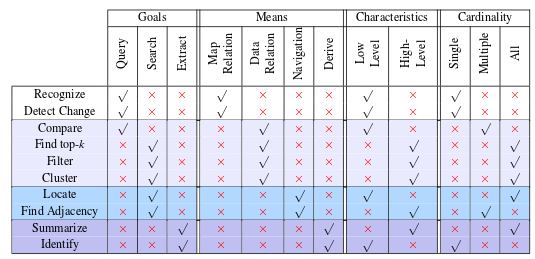 Goals Means Characteristics Cardinality
Query Search Extract Map Relation Data Relation Navigation Derive Low Level High-Level Single Multiple All
Recognize √ × × √ × × × √ × √ × ×
Detect Change √ × × √ × × × √ × √ × ×
Compare √ × × × √ × × √ × × √ ×
Find top-k × √ × × √ × × × √ × × √
Filter × √ × × √ × × × √ × × √
Cluster × √ × × √ × × × √ × × √
Locate × √ × × × √ × √ × × × √
Find Adjacency × √ × × × √ × × √ × √ ×
Summarize × × √ × × × √ × √ × × √
Identify × × √ × × × √ √ × √ × ×